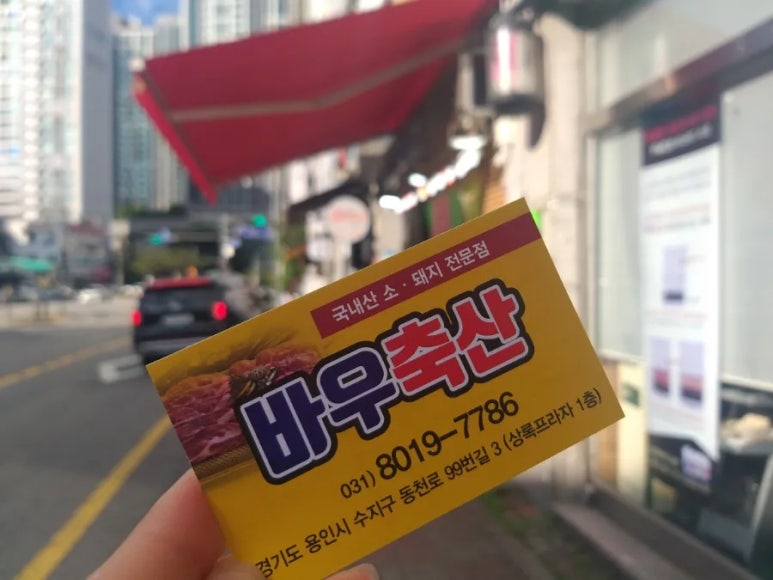 국내산 소 · 돼지 전문점
바우축산
031) 8019-7786
경기도 용인시 수지구 동천로 99번길 3 (상록프라자 1층)